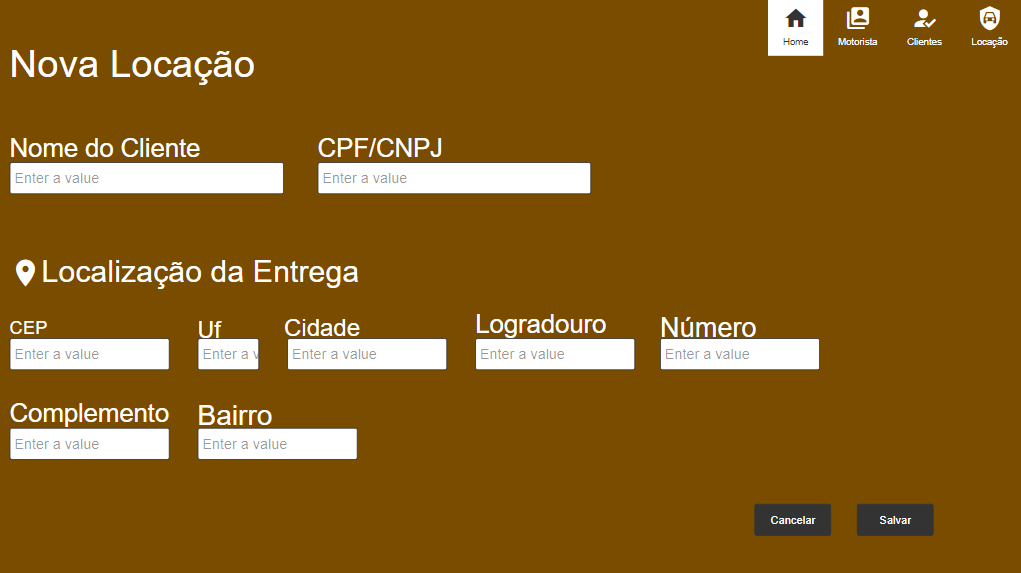 Home Motorista Clientes Locação
Nova Locação
Nome do Cliente CPF/CNPJ
Enter a value Enter a value
Localização da Entrega
CEP Uf Cidade Logradouro Número
Enter a value Enter a v Enter a value Enter a value Enter a value
Complemento Bairro
Enter a value Enter a value
Cancelar Salvar